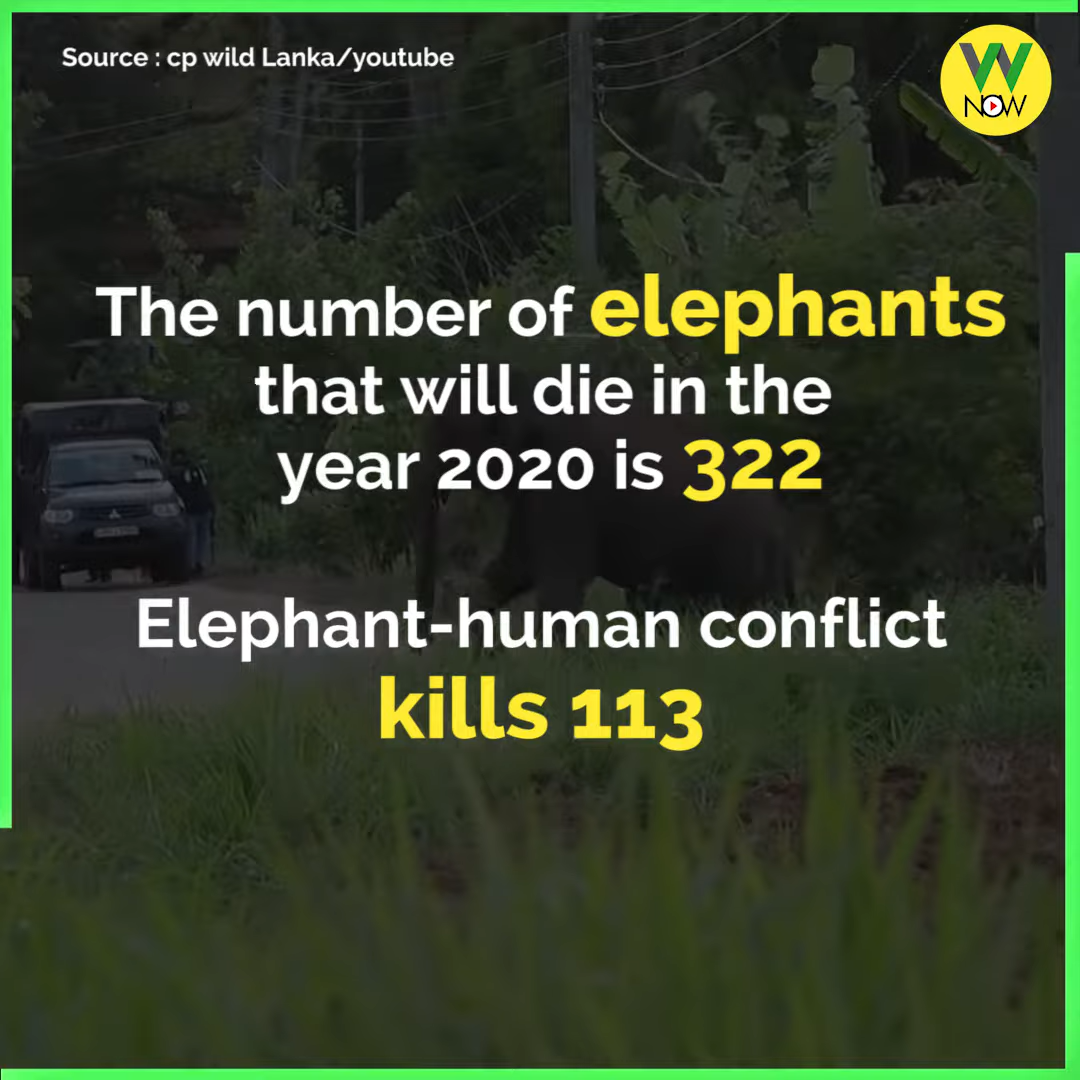 Source : cp wild Lanka/youtube
W
NOW
The number of elephants
that will die in the
year 2020 is 322
Elephant-human conflict
kills 113